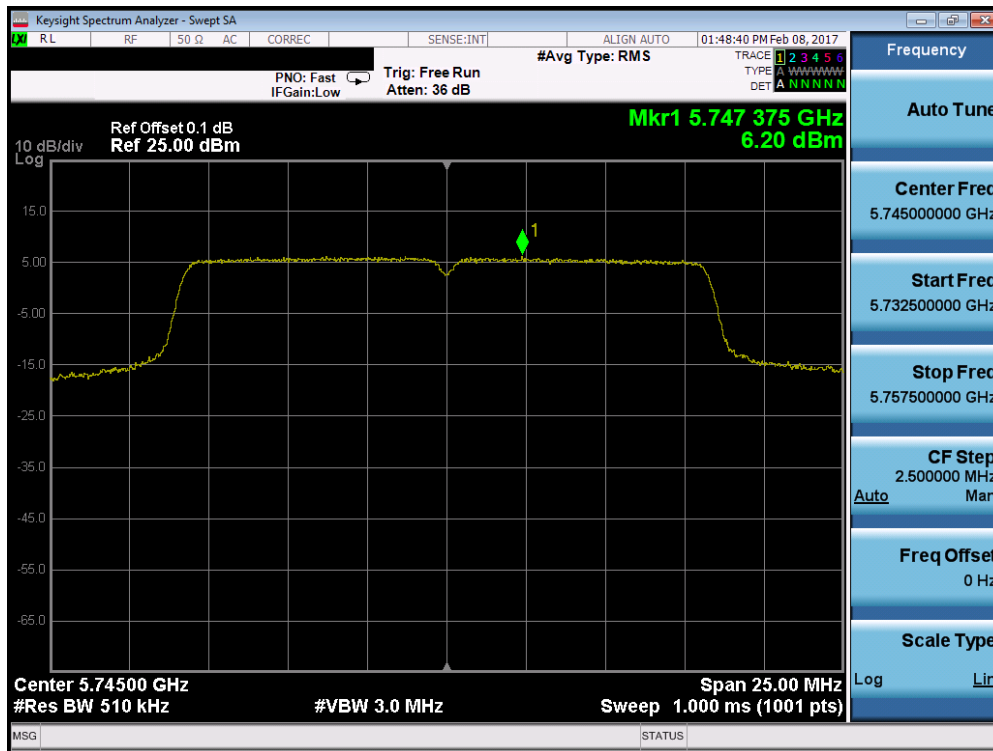 Keysight Spectrum Analyzer - Swept SA
LXI RL RF 50 Ω AC CORREC SENSE:INT ALIGN AUTO 01:48:40 PM Feb 08, 2017
#Avg Type: RMS
TRACE 1 2 3 4 5 6
TYPE A WWWWWW
DET A N N N N N
PNO: Fast
IFGain:Low
Trig: Free Run
Atten: 36 dB
Mkr1 5.747 375 GHz
6.20 dBm
Ref Offset 0.1 dB
10 dB/div Ref 25.00 dBm
Log
15.0
1
5.00
-5.00
-15.0
-25.0
-35.0
-45.0
-55.0
-65.0
Center 5.74500 GHz Span 25.00 MHz
#Res BW 510 kHz #VBW 3.0 MHz Sweep 1.000 ms (1001 pts)
MSG STATUS
Frequency
Auto Tune
Center Freq
5.745000000 GHz
Start Freq
5.732500000 GHz
Stop Freq
5.757500000 GHz
CF Step
2.500000 MHz
Auto Man
Freq Offset
0 Hz
Scale Type
Log Lin